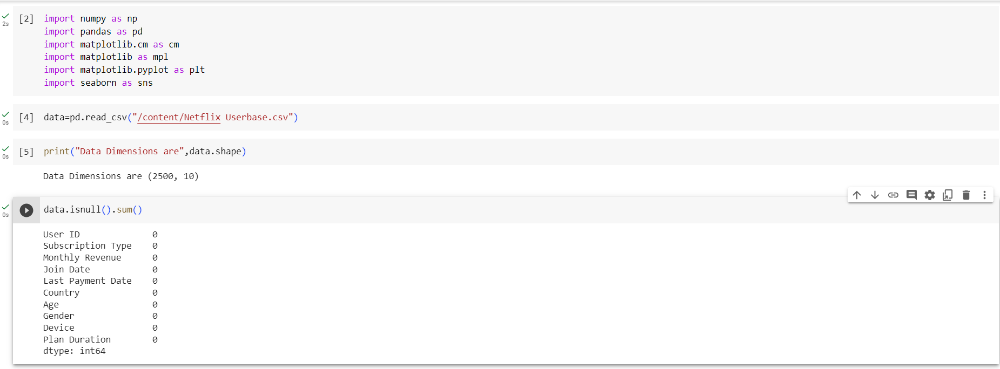 2s
[2] import numpy as np
import pandas as pd
import matplotlib.cm as cm
import matplotlib as mpl
import matplotlib.pyplot as plt
import seaborn as sns
0s
[4] data=pd.read_csv("/content/Netflix Userbase.csv")
0s
[5] print("Data Dimensions are",data.shape)
Data Dimensions are (2500, 10)
0s
data.isnull().sum()
User ID 0
Subscription Type 0
Monthly Revenue 0
Join Date 0
Last Payment Date 0
Country 0
Age 0
Gender 0
Device 0
Plan Duration 0
dtype: int64